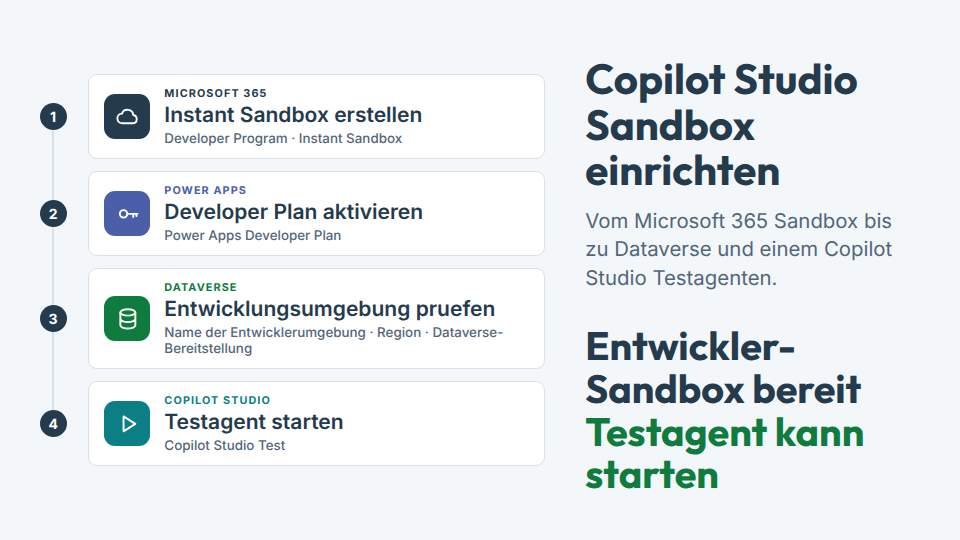 1
MICROSOFT 365
Instant Sandbox erstellen
Developer Program · Instant Sandbox
2
POWER APPS
Developer Plan aktivieren
Power Apps Developer Plan
3
DATAVERSE
Entwicklungsumgebung pruefen
Name der Entwicklerumgebung · Region · Dataverse-
Bereitstellung
4
COPILOT STUDIO
Testagent starten
Copilot Studio Test
Copilot Studio
Sandbox
einrichten
Vom Microsoft 365 Sandbox bis
zu Dataverse und einem Copilot
Studio Testagenten.
Entwickler-
Sandbox bereit
Testagent kann
starten